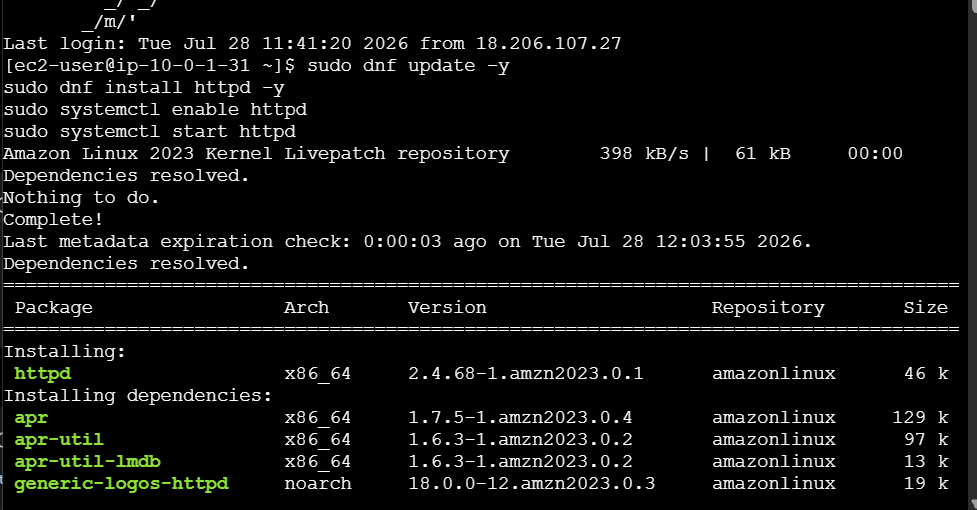 _/ _/
_/m/'
Last login: Tue Jul 28 11:41:20 2026 from 18.206.107.27
[ec2-user@ip-10-0-1-31 ~]$ sudo dnf update -y
sudo dnf install httpd -y
sudo systemctl enable httpd
sudo systemctl start httpd
Amazon Linux 2023 Kernel Livepatch repository        398 kB/s |  61 kB     00:00
Dependencies resolved.
Nothing to do.
Complete!
Last metadata expiration check: 0:00:03 ago on Tue Jul 28 12:03:55 2026.
Dependencies resolved.
=====================================================================================
Package                 Arch       Version                    Repository       Size
=====================================================================================
Installing:
httpd                   x86_64     2.4.68-1.amzn2023.0.1      amazonlinux      46 k
Installing dependencies:
apr                     x86_64     1.7.5-1.amzn2023.0.4       amazonlinux     129 k
apr-util                x86_64     1.6.3-1.amzn2023.0.2       amazonlinux      97 k
apr-util-lmdb           x86_64     1.6.3-1.amzn2023.0.2       amazonlinux      13 k
generic-logos-httpd     noarch     18.0.0-12.amzn2023.0.3     amazonlinux      19 k